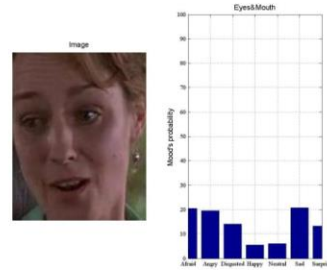 Eyes&Mouth
Image
Mood's probability
100
90
80
70
60
50
40
30
20
10
0
Afraid Angry Disgusted Happy Neutral Sad Surpri